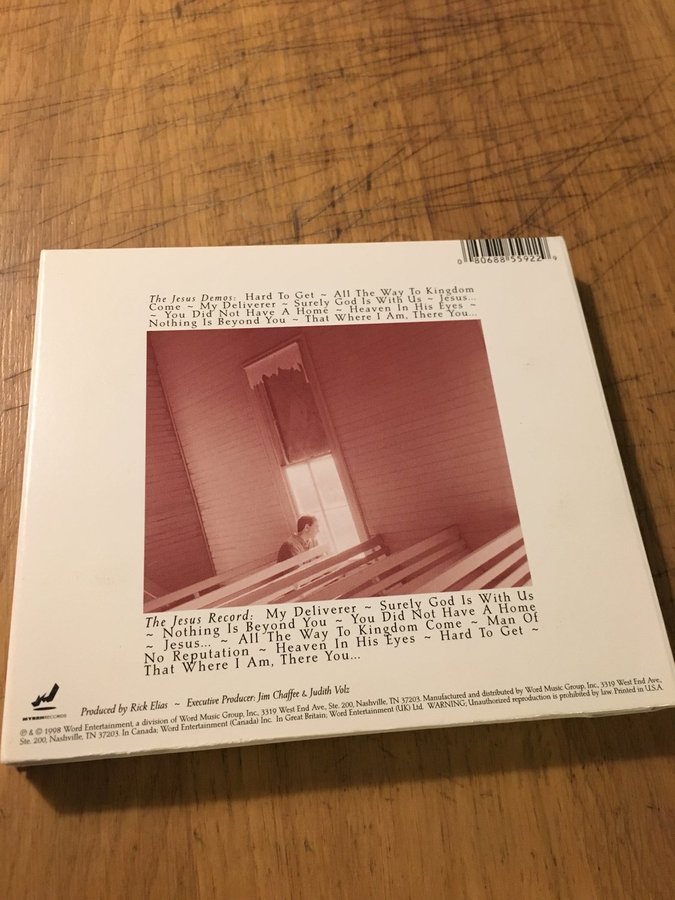 0 80688 55922 9
The Jesus Demos: Hard To Get ~ All The Way To Kingdom
Come ~ My Deliverer ~ Surely God Is With Us ~ Jesus...
~ You Did Not Have A Home ~ Heaven In His Eyes ~
Nothing Is Beyond You ~ That Where I Am, There You...
The Jesus Record: My Deliverer ~ Surely God Is With Us
~ Nothing Is Beyond You ~ You Did Not Have A Home
~ Jesus... ~ All The Way To Kingdom Come ~ Man Of
No Reputation ~ Heaven In His Eyes ~ Hard To Get ~
That Where I Am, There You...
MYRRH RECORDS
Produced by Rick Elias ~ Executive Producer: Jim Chaffee & Judith Volz
℗ & © 1998 Word Entertainment, a division of Word Music Group, Inc., 3319 West End Ave., Ste. 200, Nashville, TN 37203. Manufactured and distributed by Word Music Group, Inc., 3319 West End Ave.,
Ste. 200, Nashville, TN 37203. In Canada; Word Entertainment (Canada) Inc. In Great Britain; Word Entertainment (UK) Ltd. WARNING: Unauthorized reproduction is prohibited by law. Printed in U.S.A.